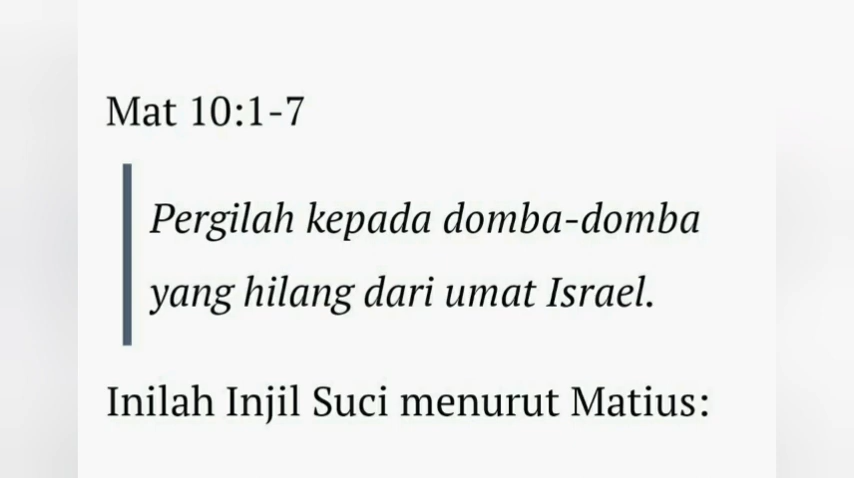 Mat 10:1-7
Pergilah kepada domba-domba
yang hilang dari umat Israel.
Inilah Injil Suci menurut Matius: